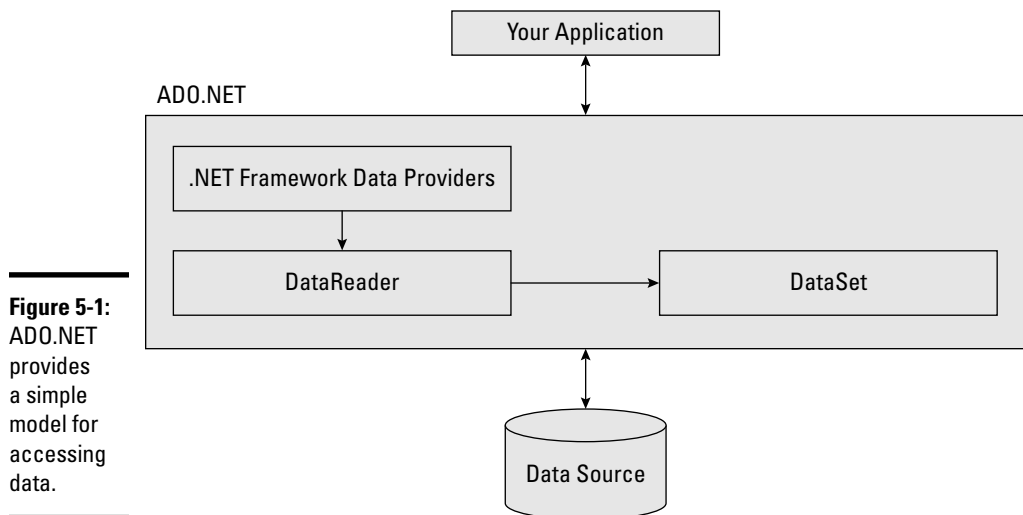 Your Application
ADO.NET
.NET Framework Data Providers
DataReader
DataSet
Data Source
Figure 5-1:
ADO.NET
provides
a simple
model for
accessing
data.